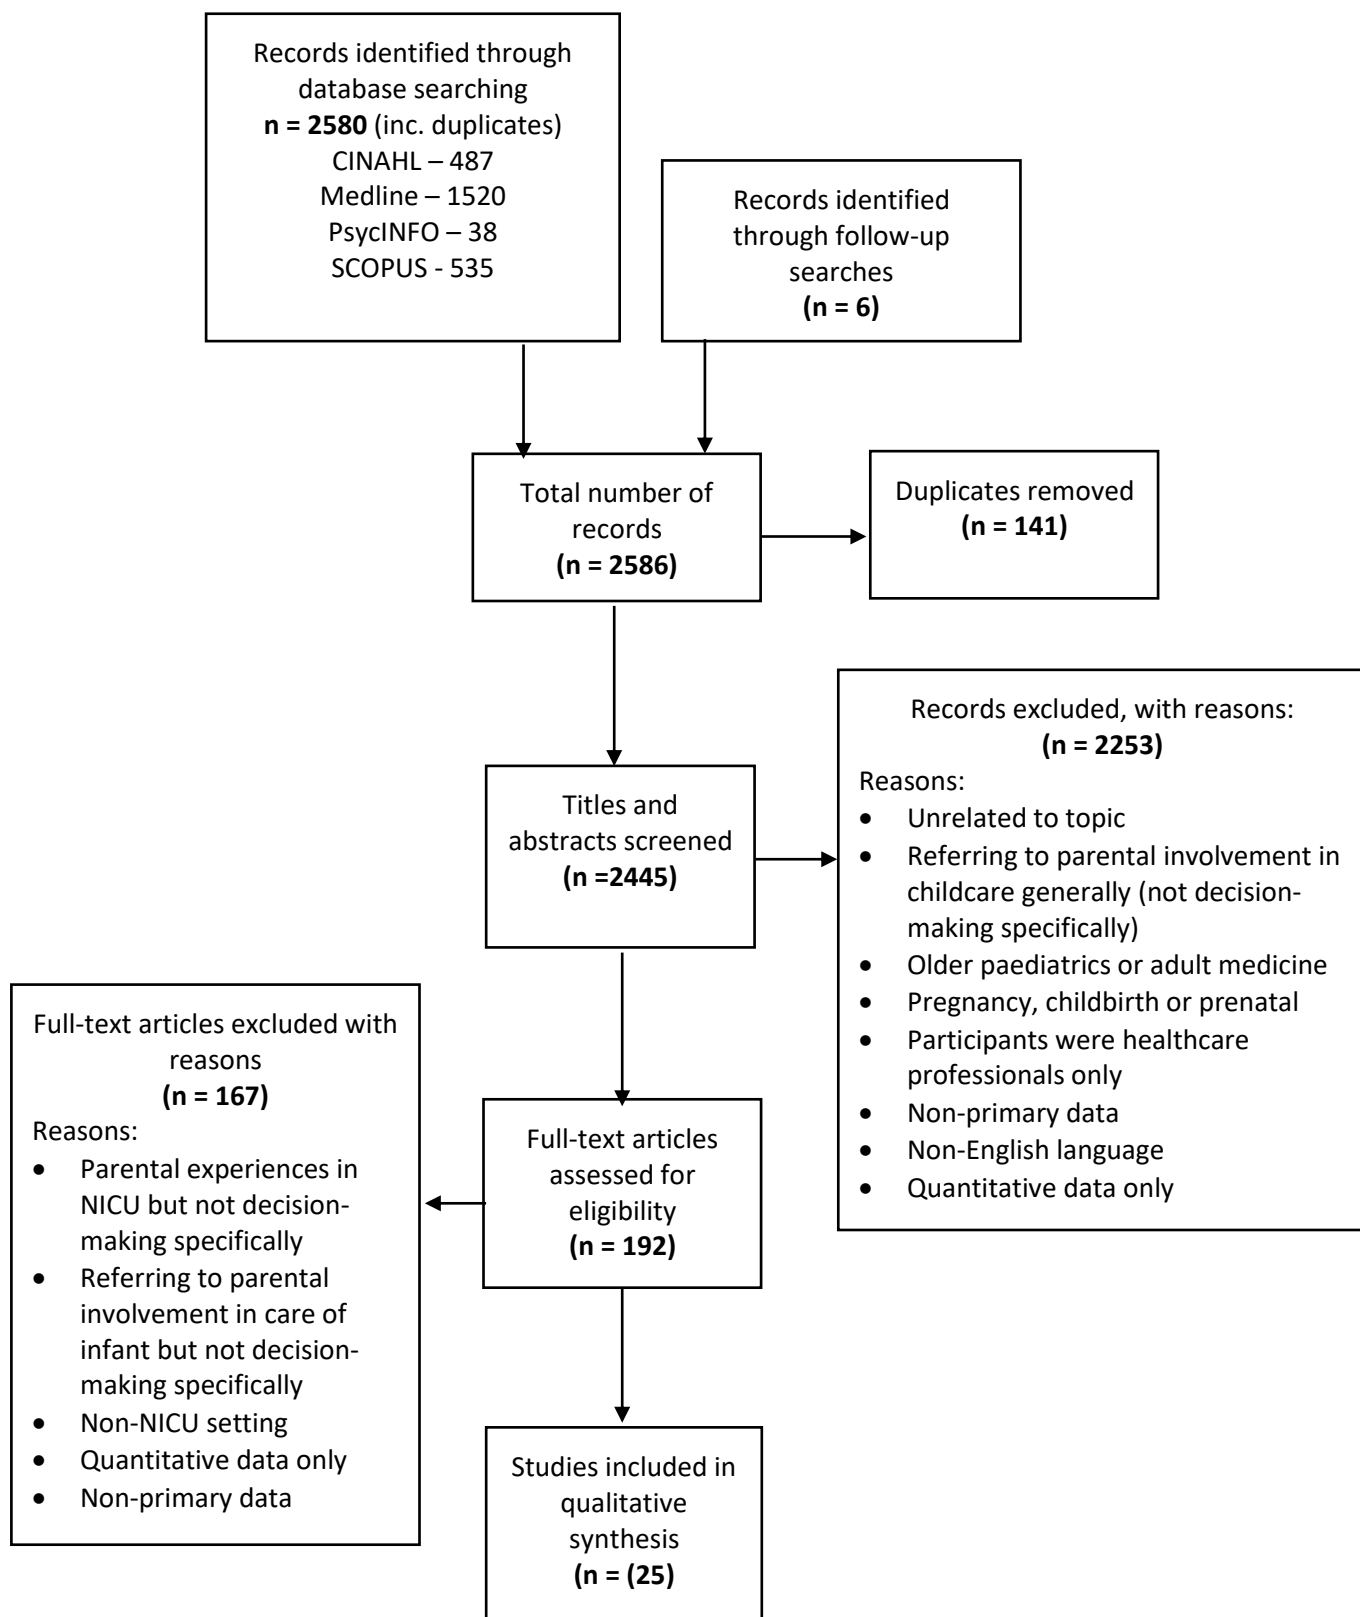 Records identified through
database searching
n = 2580 (inc. duplicates)
CINAHL – 487
Medline – 1520
PsycINFO – 38
SCOPUS - 535
Records identified
through follow-up
searches
(n = 6)
Total number of
records
(n = 2586)
Duplicates removed
(n = 141)
Titles and
abstracts screened
(n =2445)
Records excluded, with reasons:
(n = 2253)
Reasons:
• Unrelated to topic
• Referring to parental involvement in
childcare generally (not decision-
making specifically)
• Older paediatrics or adult medicine
• Pregnancy, childbirth or prenatal
• Participants were healthcare
professionals only
• Non-primary data
• Non-English language
• Quantitative data only
Full-text articles excluded with
reasons
(n = 167)
Reasons:
• Parental experiences in
NICU but not decision-
making specifically
• Referring to parental
involvement in care of
infant but not decision-
making specifically
• Non-NICU setting
• Quantitative data only
• Non-primary data
Full-text articles
assessed for
eligibility
(n = 192)
Studies included in
qualitative
synthesis
(n = (25)